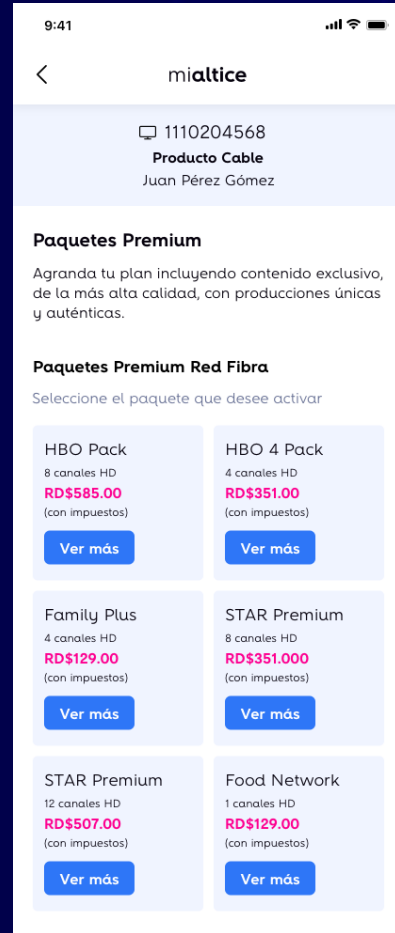 9:41
mialtice
1110204568
Producto Cable
Juan Pérez Gómez
Paquetes Premium
Agranda tu plan incluyendo contenido exclusivo,
de la más alta calidad, con producciones únicas
y auténticas.
Paquetes Premium Red Fibra
Seleccione el paquete que desee activar
HBO Pack
8 canales HD
RD$585.00
(con impuestos)
Ver más
HBO 4 Pack
4 canales HD
RD$351.00
(con impuestos)
Ver más
Family Plus
4 canales HD
RD$129.00
(con impuestos)
Ver más
STAR Premium
8 canales HD
RD$351.000
(con impuestos)
Ver más
STAR Premium
12 canales HD
RD$507.00
(con impuestos)
Ver más
Food Network
1 canales HD
RD$129.00
(con impuestos)
Ver más